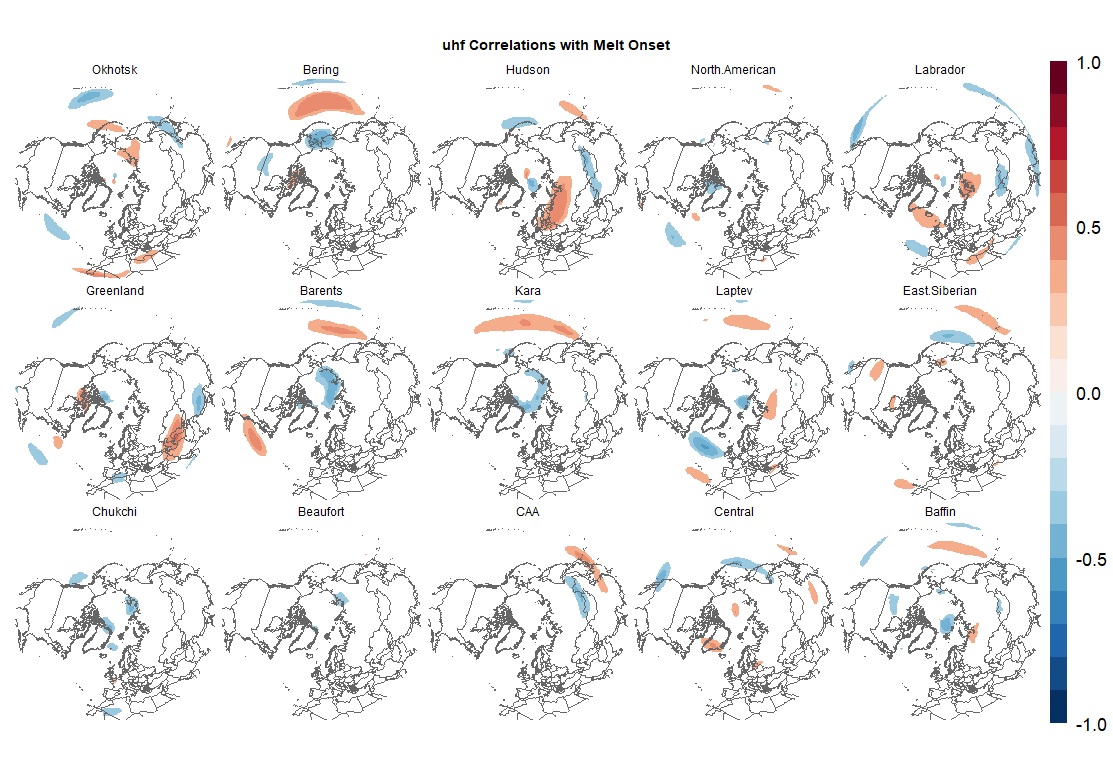 uhf Correlations with Melt Onset
Okhotsk
Bering
Hudson
North.American
Labrador
Greenland
Barents
Kara
Laptev
East.Siberian
Chukchi
Beaufort
CAA
Central
Baffin
1.0
0.5
0.0
-0.5
-1.0